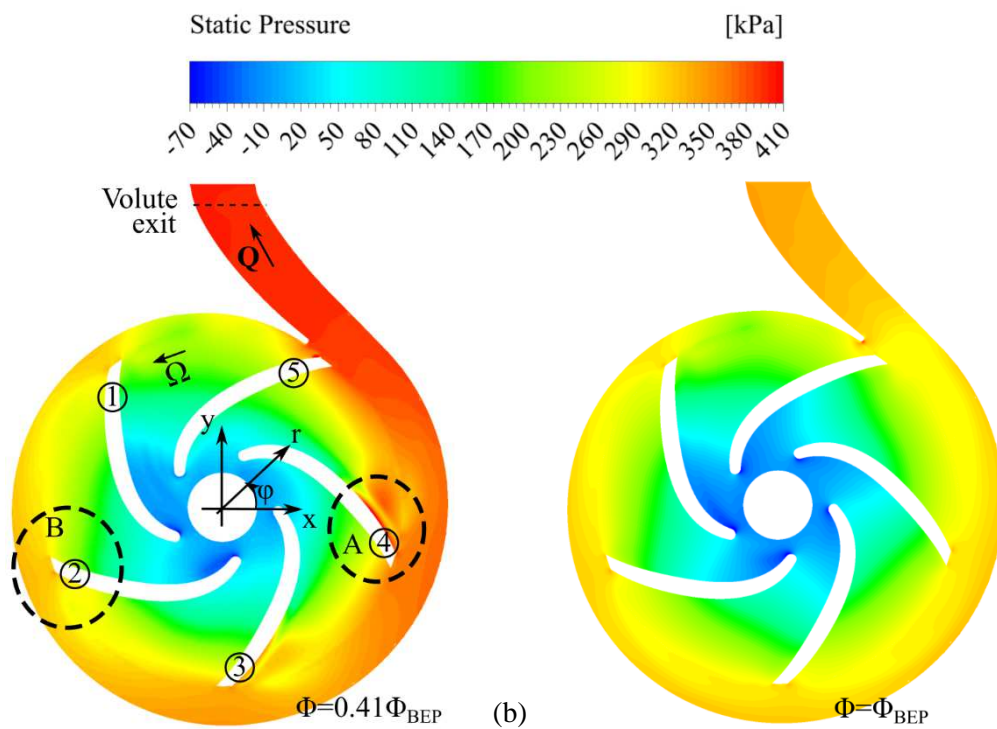 Static Pressure [kPa]
-70 -40 -10 20 50 80 110 140 170 200 230 260 290 320 350 380 410
Volute
exit
Q
Ω
1
5
y
r
φ
x
B
A
4
2
3
Φ=0.41Φ_BEP (b) Φ=Φ_BEP